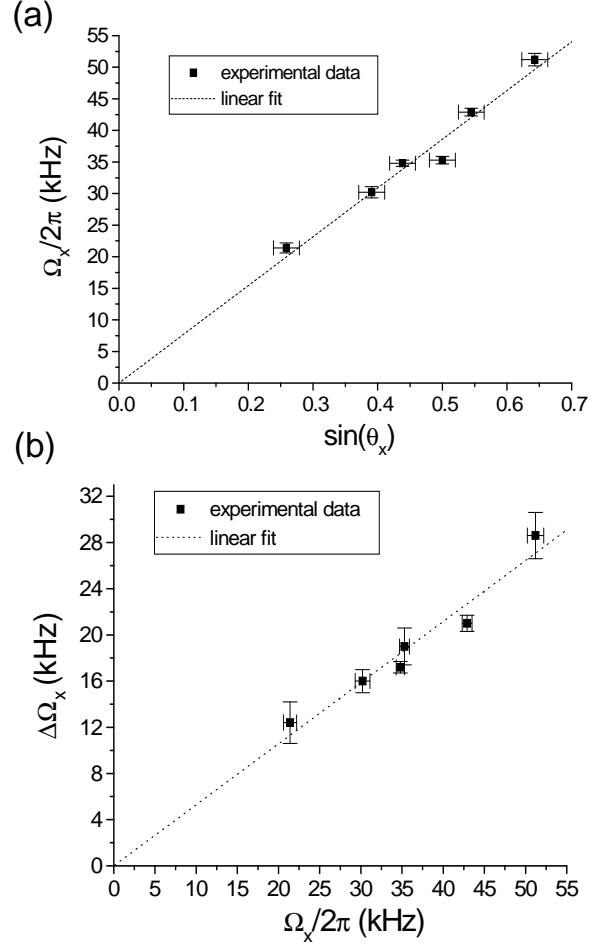 (a)
55
50
45
40
35
30
25
20
15
10
5
0
Ωx/2π (kHz)
experimental data
linear fit
0.0 0.1 0.2 0.3 0.4 0.5 0.6 0.7
sin(θx)
(b)
32
28
24
20
16
12
8
4
0
ΔΩx (kHz)
experimental data
linear fit
0 5 10 15 20 25 30 35 40 45 50 55
Ωx/2π (kHz)